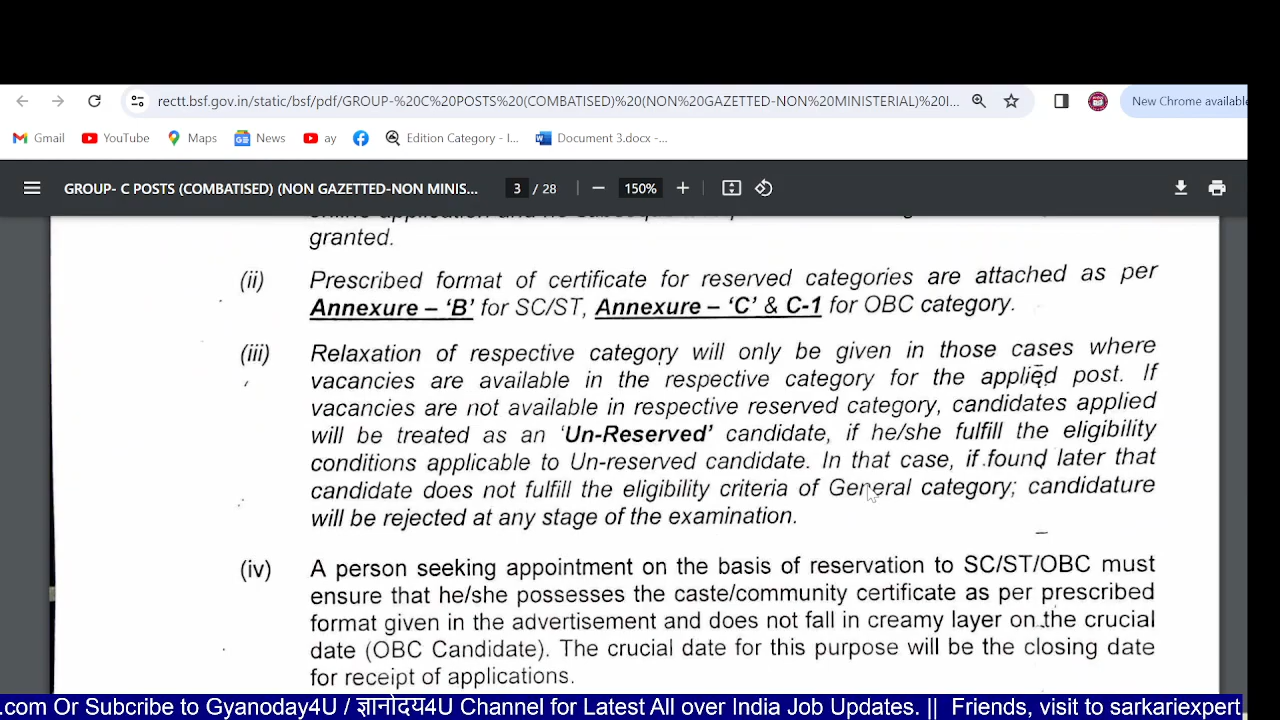 rectt.bsf.gov.in/static/bsf/pdf/GROUP-%20C%20POSTS%20(COMBATISED)%20(NON%20GAZETTED-NON%20MINISTERIAL)%20I...
New Chrome available
Gmail YouTube Maps News ay Edition Category - I... Document 3.docx -...
GROUP- C POSTS (COMBATISED) (NON GAZETTED-NON MINIS... 3 / 28 150%
online application and no
granted.
(ii) Prescribed format of certificate for reserved categories are attached as per
Annexure – 'B' for SC/ST, Annexure – 'C' & C-1 for OBC category.
(iii) Relaxation of respective category will only be given in those cases where
vacancies are available in the respective category for the applied post. If
vacancies are not available in respective reserved category, candidates applied
will be treated as an 'Un-Reserved' candidate, if he/she fulfill the eligibility
conditions applicable to Un-reserved candidate. In that case, if found later that
candidate does not fulfill the eligibility criteria of General category; candidature
will be rejected at any stage of the examination.
(iv) A person seeking appointment on the basis of reservation to SC/ST/OBC must
ensure that he/she possesses the caste/community certificate as per prescribed
format given in the advertisement and does not fall in creamy layer on the crucial
date (OBC Candidate). The crucial date for this purpose will be the closing date
for receipt of applications.
.com Or Subcribe to Gyanoday4U / ज्ञानोदय4U Channel for Latest All over India Job Updates. || Friends, visit to sarkariexpert